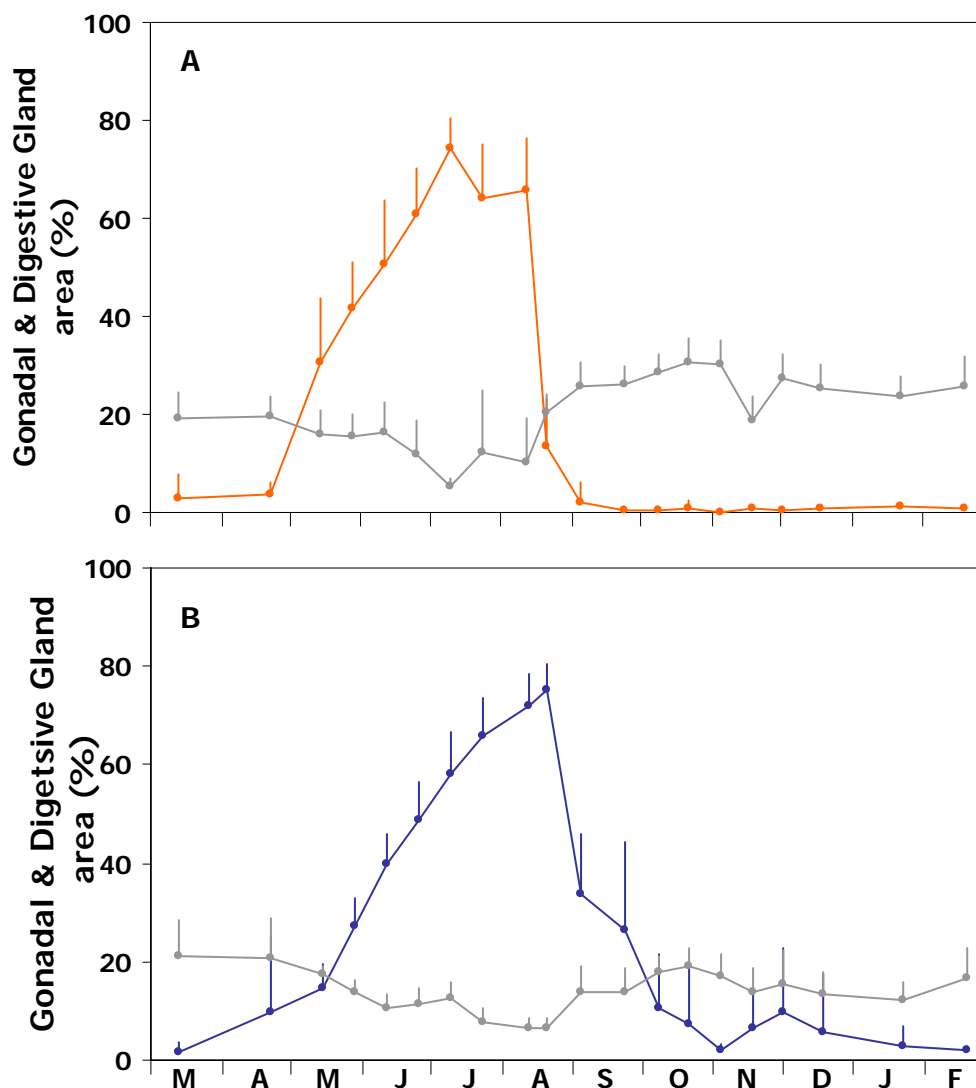 100
80
60
40
20
0
Gonadal & Digestive Gland
area (%)
A
100
80
60
40
20
0
Gonadal & Digetsive Gland
area (%)
B
M A M J J A S O N D J F